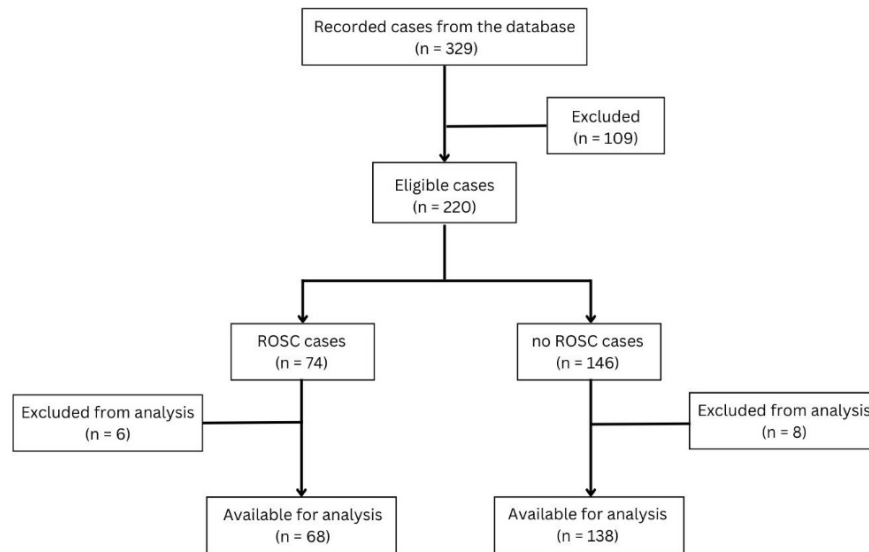 Recorded cases from the database
(n = 329)
Excluded
(n = 109)
Eligible cases
(n = 220)
ROSC cases
(n = 74)
no ROSC cases
(n = 146)
Excluded from analysis
(n = 6)
Excluded from analysis
(n = 8)
Available for analysis
(n = 68)
Available for analysis
(n = 138)